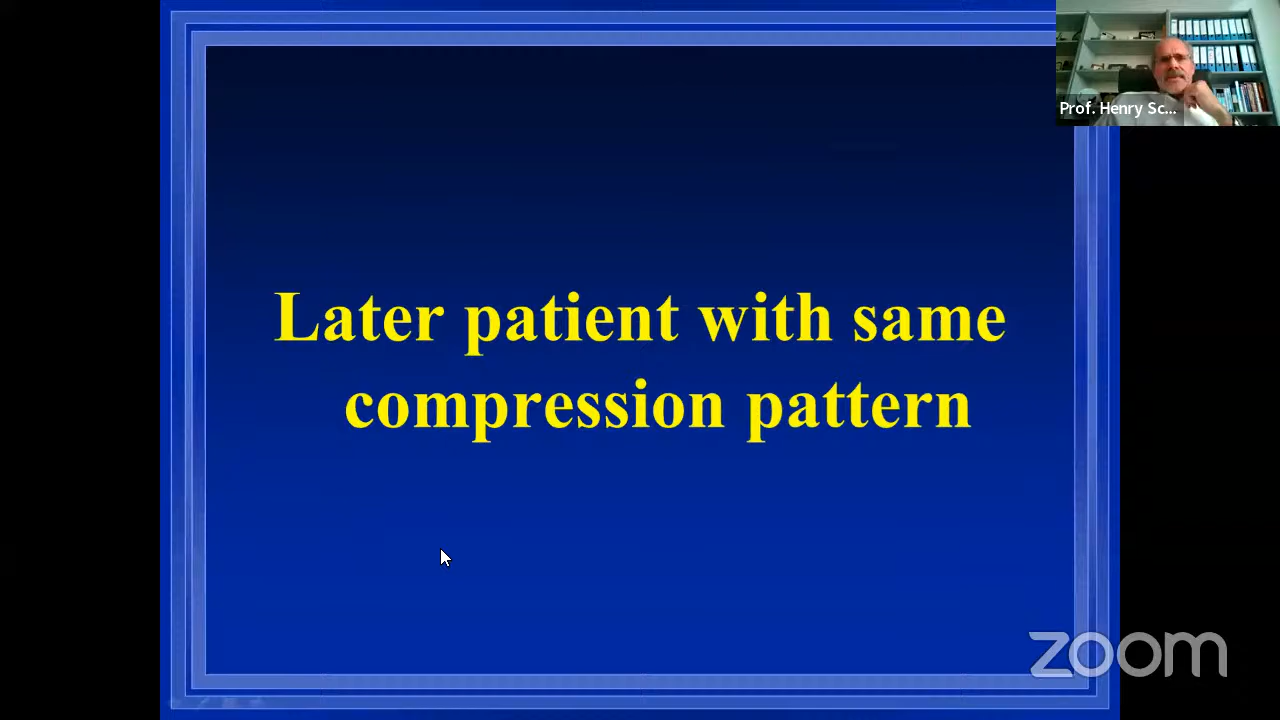 Prof. Henry Sc...
Later patient with same
compression pattern
zoom